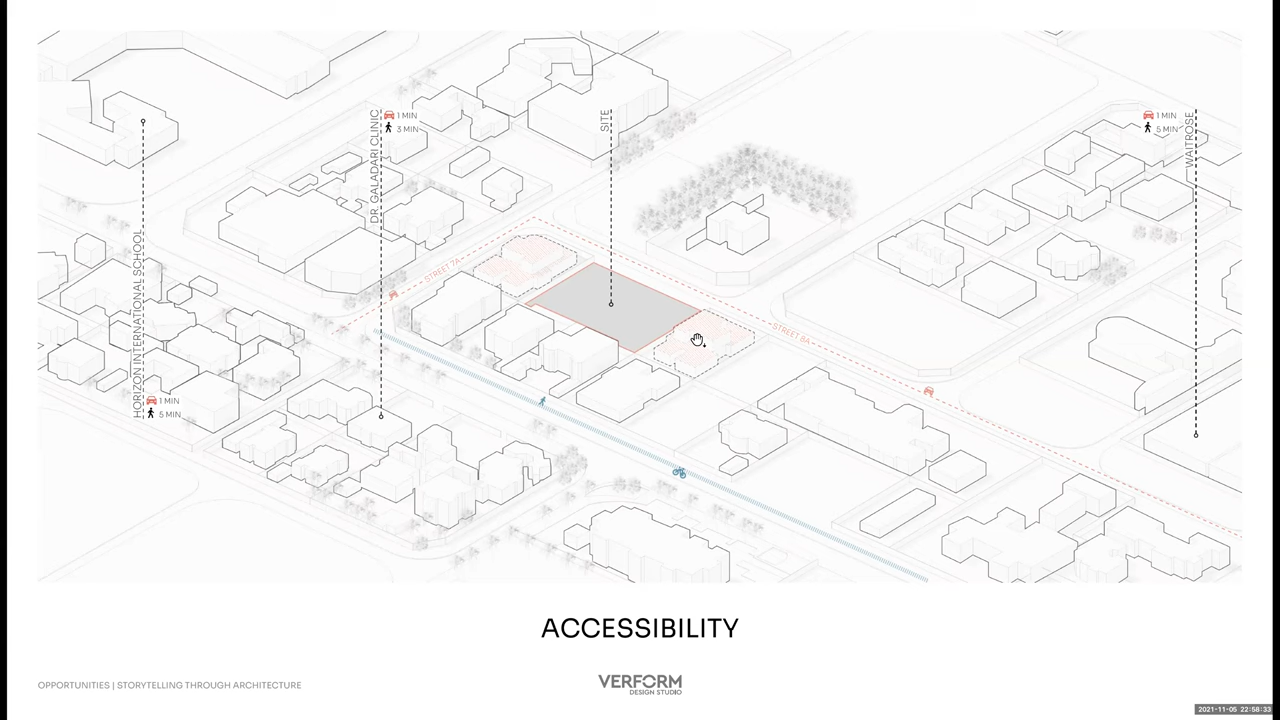 HORIZON INTERNATIONAL SCHOOL
1 MIN
5 MIN
DR. GALADARI CLINIC
1 MIN
3 MIN
SITE
1 MIN
5 MIN
WAITROSE
STREET 7A
STREET 6A
ACCESSIBILITY
OPPORTUNITIES | STORYTELLING THROUGH ARCHITECTURE
VERFORM
DESIGN STUDIO
2021-11-05 22:58:33